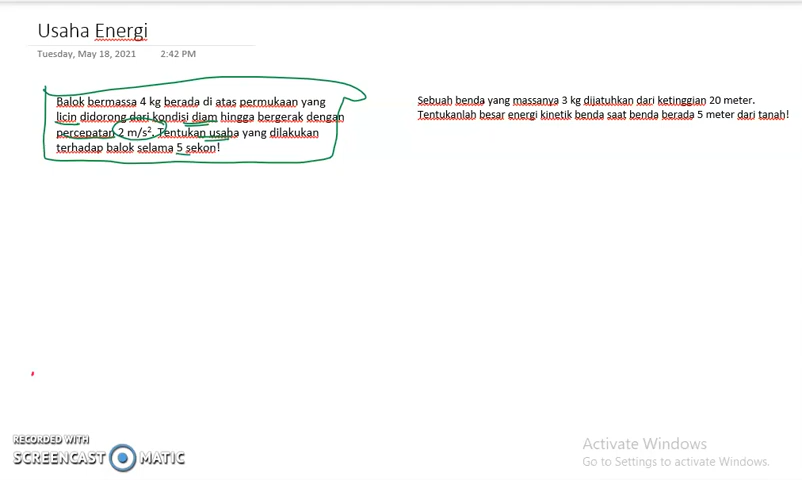 Usaha Energi
Tuesday, May 18, 2021 2:42 PM
Balok bermassa 4 kg berada di atas permukaan yang
licin didorong dari kondisi diam hingga bergerak dengan
percepatan 2 m/s². Tentukan usaha yang dilakukan
terhadap balok selama 5 sekon!
Sebuah benda yang massanya 3 kg dijatuhkan dari ketinggian 20 meter.
Tentukanlah besar energi kinetik benda saat benda berada 5 meter dari tanah!
RECORDED WITH
SCREENCAST MATIC
Activate Windows
Go to Settings to activate Windows.